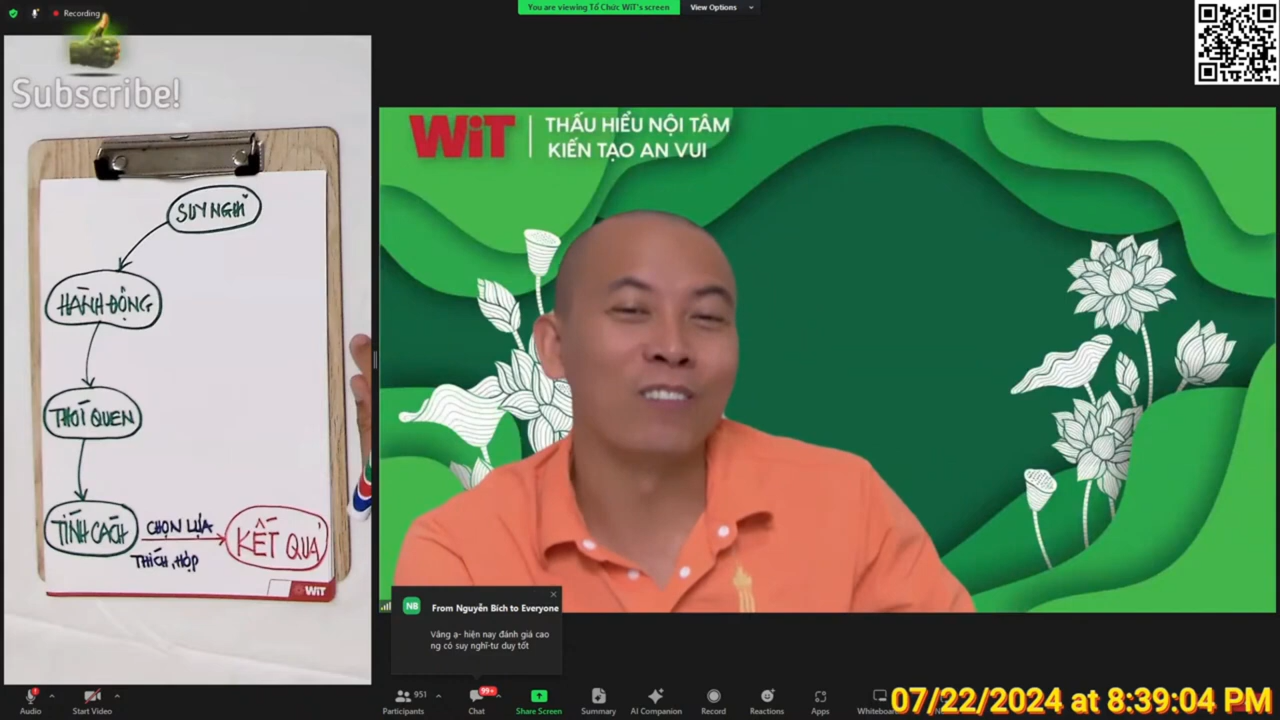 Recording
You are viewing Tổ Chức WiT's screen
View Options
Subscribe!
SUY NGHĨ
HÀNH ĐỘNG
THÓI QUEN
TÍNH CÁCH
CHỌN LỰA
THÍCH HỢP
KẾT QUẢ
WiT
WiT
THẤU HIỂU NỘI TÂM
KIẾN TẠO AN VUI
NB
From Nguyễn Bích to Everyone
Vâng ạ- hiện nay đánh giá cao
ng có suy nghĩ-tư duy tốt
Audio
Start Video
951
Participants
99+
Chat
Share Screen
Summary
AI Companion
Record
Reactions
Apps
07/22/2024 at 8:39:04 PM